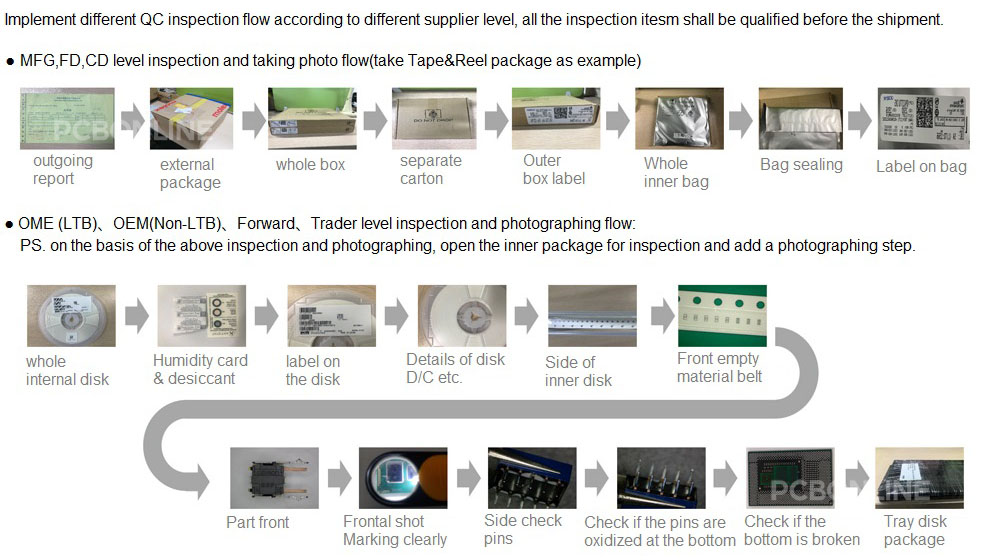 Implement different QC inspection flow according to different supplier level, all the inspection itesm shall be qualified before the shipment.
● MFG,FD,CD level inspection and taking photo flow(take Tape&Reel package as example)
PCBONLINE
DO NOT DROP
outgoing
report
external
package
whole box
separate
carton
Outer
box label
Whole
inner bag
Bag sealing
Label on bag
● OME (LTB)、OEM(Non-LTB)、Forward、Trader level inspection and photographing flow:
PS. on the basis of the above inspection and photographing, open the inner package for inspection and add a photographing step.
whole
internal disk
Humidity card
& desiccant
label on
the disk
Details of disk
D/C etc.
Side of
inner disk
Front empty
material belt
PCBONLINE
Part front
Frontal shot
Marking clearly
Side check
pins
Check if the pins are
oxidized at the bottom
Check if the
bottom is broken
Tray disk
package